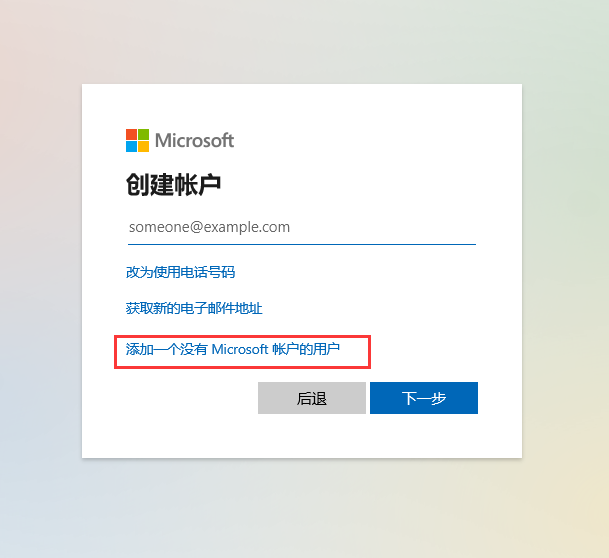 Microsoft
创建帐户
someone@example.com
改为使用电话号码
获取新的电子邮件地址
添加一个没有 Microsoft 帐户的用户
后退
下一步